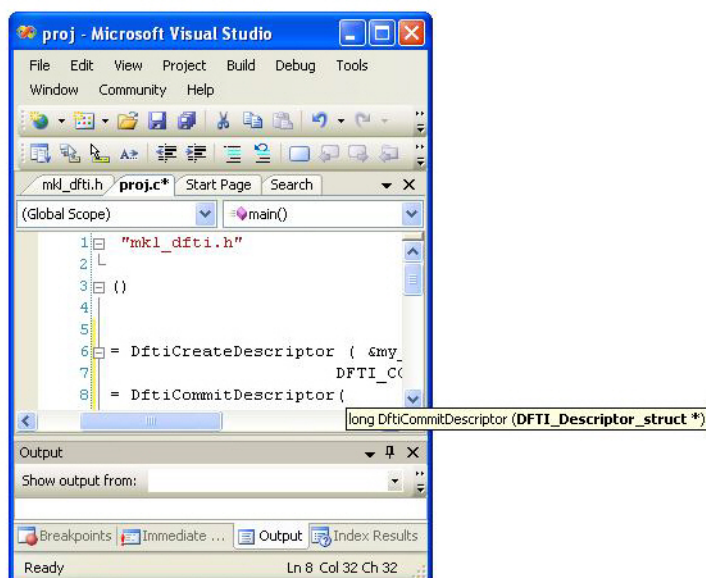 proj - Microsoft Visual Studio
File Edit View Project Build Debug Tools
Window Community Help
mkl_dfti.h proj.c* Start Page Search
(Global Scope) main()
1 "mkl_dfti.h"
2
3 ()
4
5
6 = DftiCreateDescriptor ( &my_
7 DFTI_CO
8 = DftiCommitDescriptor(
long DftiCommitDescriptor (DFTI_Descriptor_struct *)
Output
Show output from:
Breakpoints Immediate ... Output Index Results
Ready Ln 8 Col 32 Ch 32